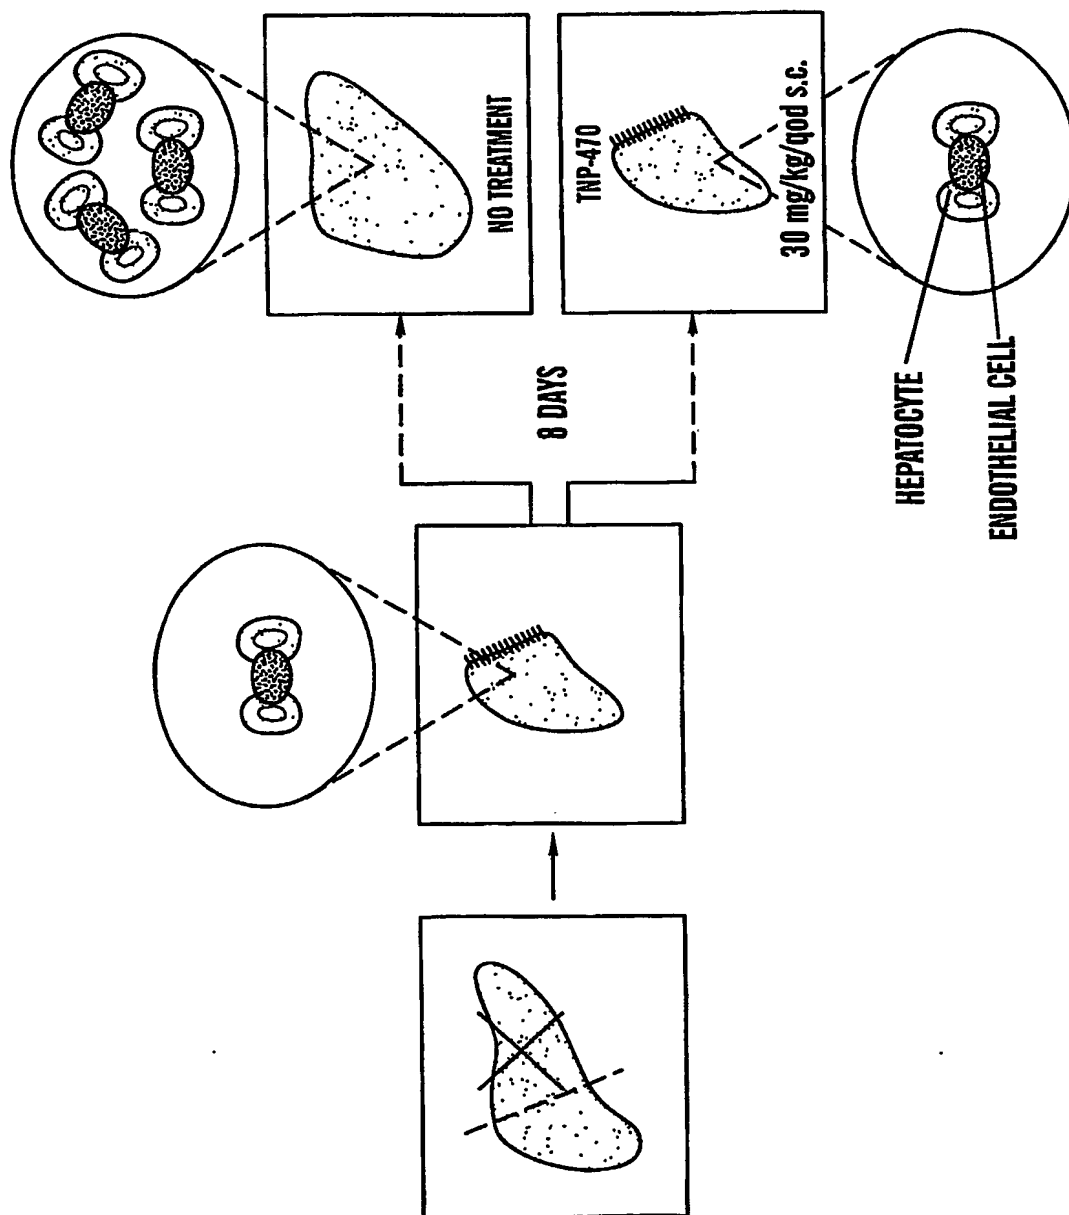 NO TREATMENT
TNP-470
30 mg/kg/qod s.c.
8 DAYS
HEPATOCYTE
ENDOTHELIAL CELL